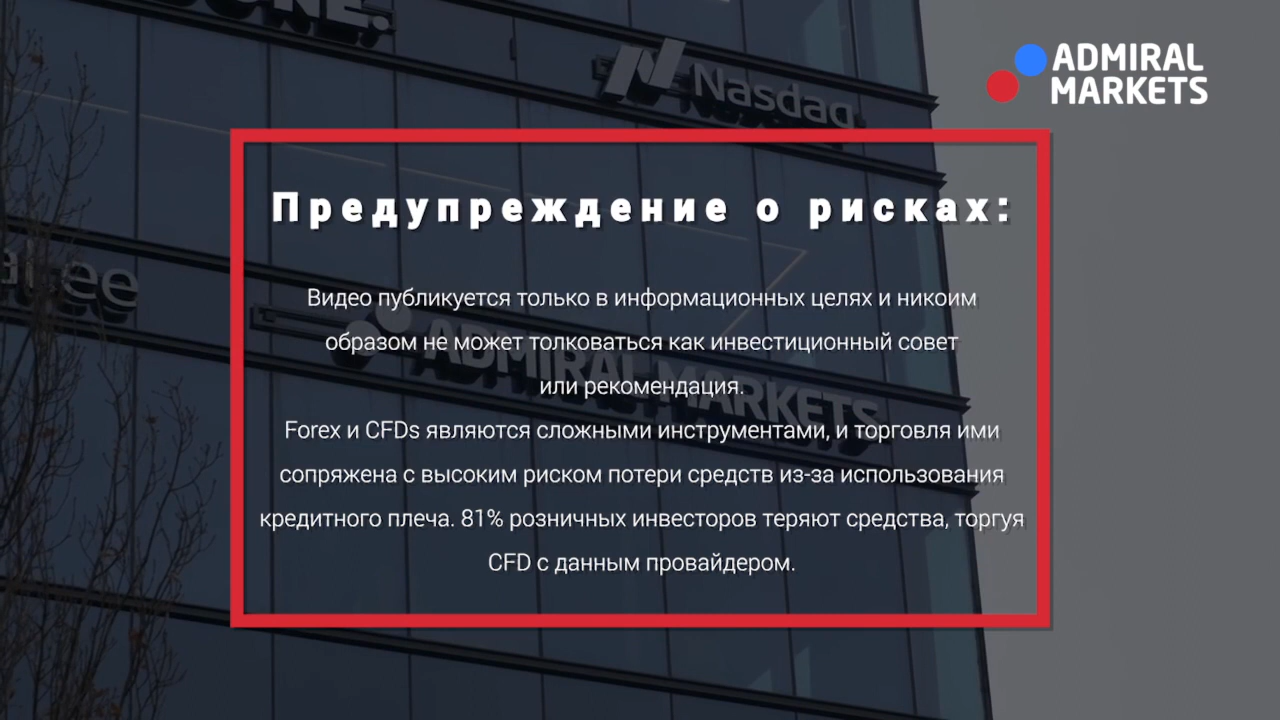 ADMIRAL
MARKETS
Nasdaq
Предупреждение о рисках:
Видео публикуется только в информационных целях и никоим
образом не может толковаться как инвестиционный совет
или рекомендация.
ADMIRAL MARKETS
Forex и CFDs являются сложными инструментами, и торговля ими
сопряжена с высоким риском потери средств из-за использования
кредитного плеча. 81% розничных инвесторов теряют средства, торгуя
CFD с данным провайдером.